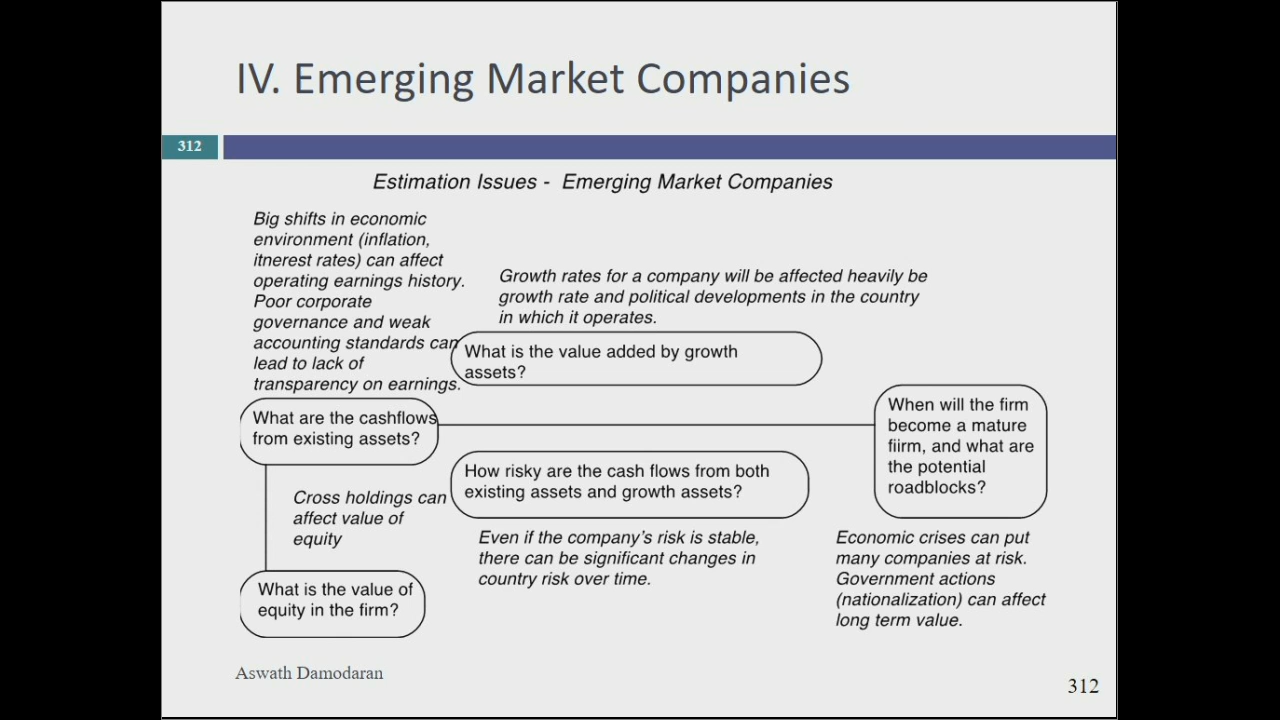 IV. Emerging Market Companies
312
Estimation Issues - Emerging Market Companies
Big shifts in economic
environment (inflation,
itnerest rates) can affect
operating earnings history.
Poor corporate
governance and weak
accounting standards can
lead to lack of
transparency on earnings.
Growth rates for a company will be affected heavily be
growth rate and political developments in the country
in which it operates.
What is the value added by growth
assets?
What are the cashflows
from existing assets?
When will the firm
become a mature
fiirm, and what are
the potential
roadblocks?
How risky are the cash flows from both
existing assets and growth assets?
Cross holdings can
affect value of
equity
Even if the company's risk is stable,
there can be significant changes in
country risk over time.
Economic crises can put
many companies at risk.
Government actions
(nationalization) can affect
long term value.
What is the value of
equity in the firm?
Aswath Damodaran
312